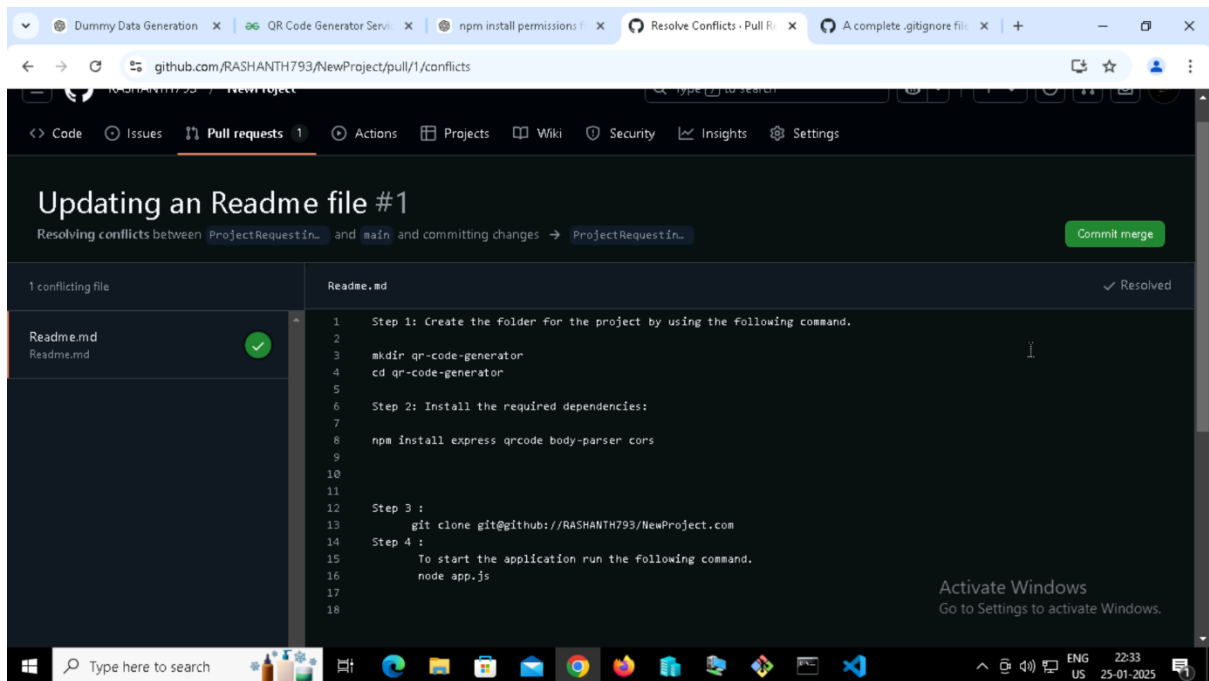 Dummy Data Generation
QR Code Generator Servic
npm install permissions f
Resolve Conflicts · Pull Re
A complete .gitignore file
github.com/RASHANTH793/NewProject/pull/1/conflicts
RASHANTH793 / NewProject
Type / to search
Code
Issues
Pull requests 1
Actions
Projects
Wiki
Security
Insights
Settings
Updating an Readme file #1
Resolving conflicts between ProjectRequestin… and main and committing changes → ProjectRequestin…
Commit merge
1 conflicting file
Readme.md
Resolved
Readme.md
Readme.md
1 Step 1: Create the folder for the project by using the following command.
2
3 mkdir qr-code-generator
4 cd qr-code-generator
5
6 Step 2: Install the required dependencies:
7
8 npm install express qrcode body-parser cors
9
10
11
12 Step 3 :
13 git clone git@github://RASHANTH793/NewProject.com
14 Step 4 :
15 To start the application run the following command.
16 node app.js
17
18
Activate Windows
Go to Settings to activate Windows.
Type here to search
ENG
US
22:33
25-01-2025
1